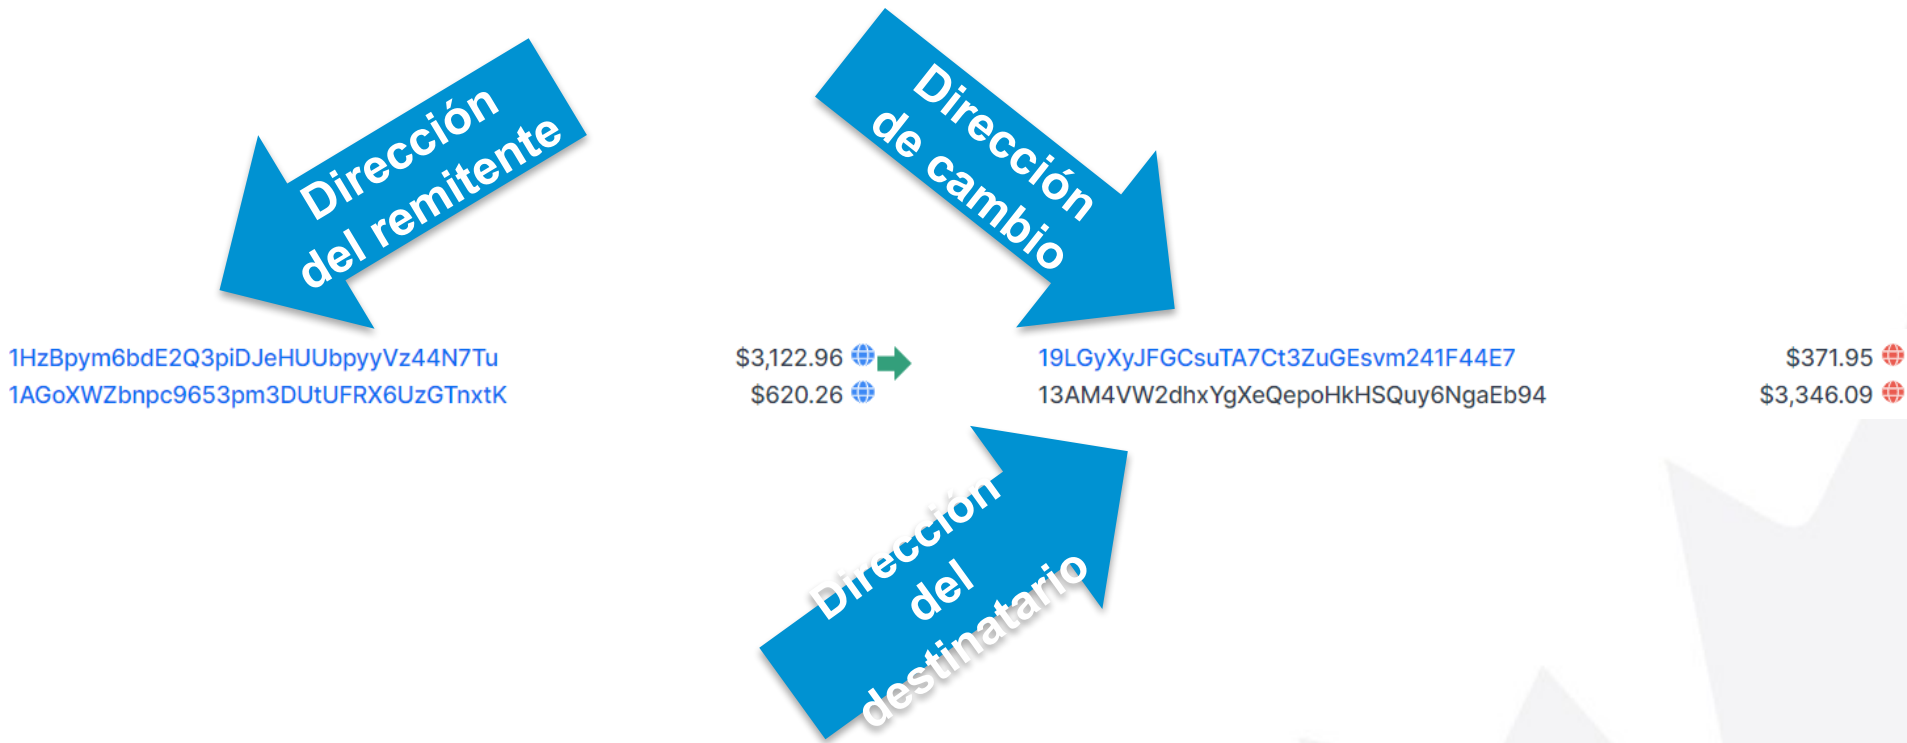 Dirección
del remitente
Dirección
de cambio
1HzBpym6bdE2Q3piDJeHUUbpyyVz44N7Tu $3,122.96 19LGyXyJFGCsuTA7Ct3ZuGEsvm241F44E7 $371.95
1AGoXWZbnpc9653pm3DUtUFRX6UzGTnxtK $620.26 13AM4VW2dhxYgXeQepoHkHSQuy6NgaEb94 $3,346.09
Dirección
del
destinatario